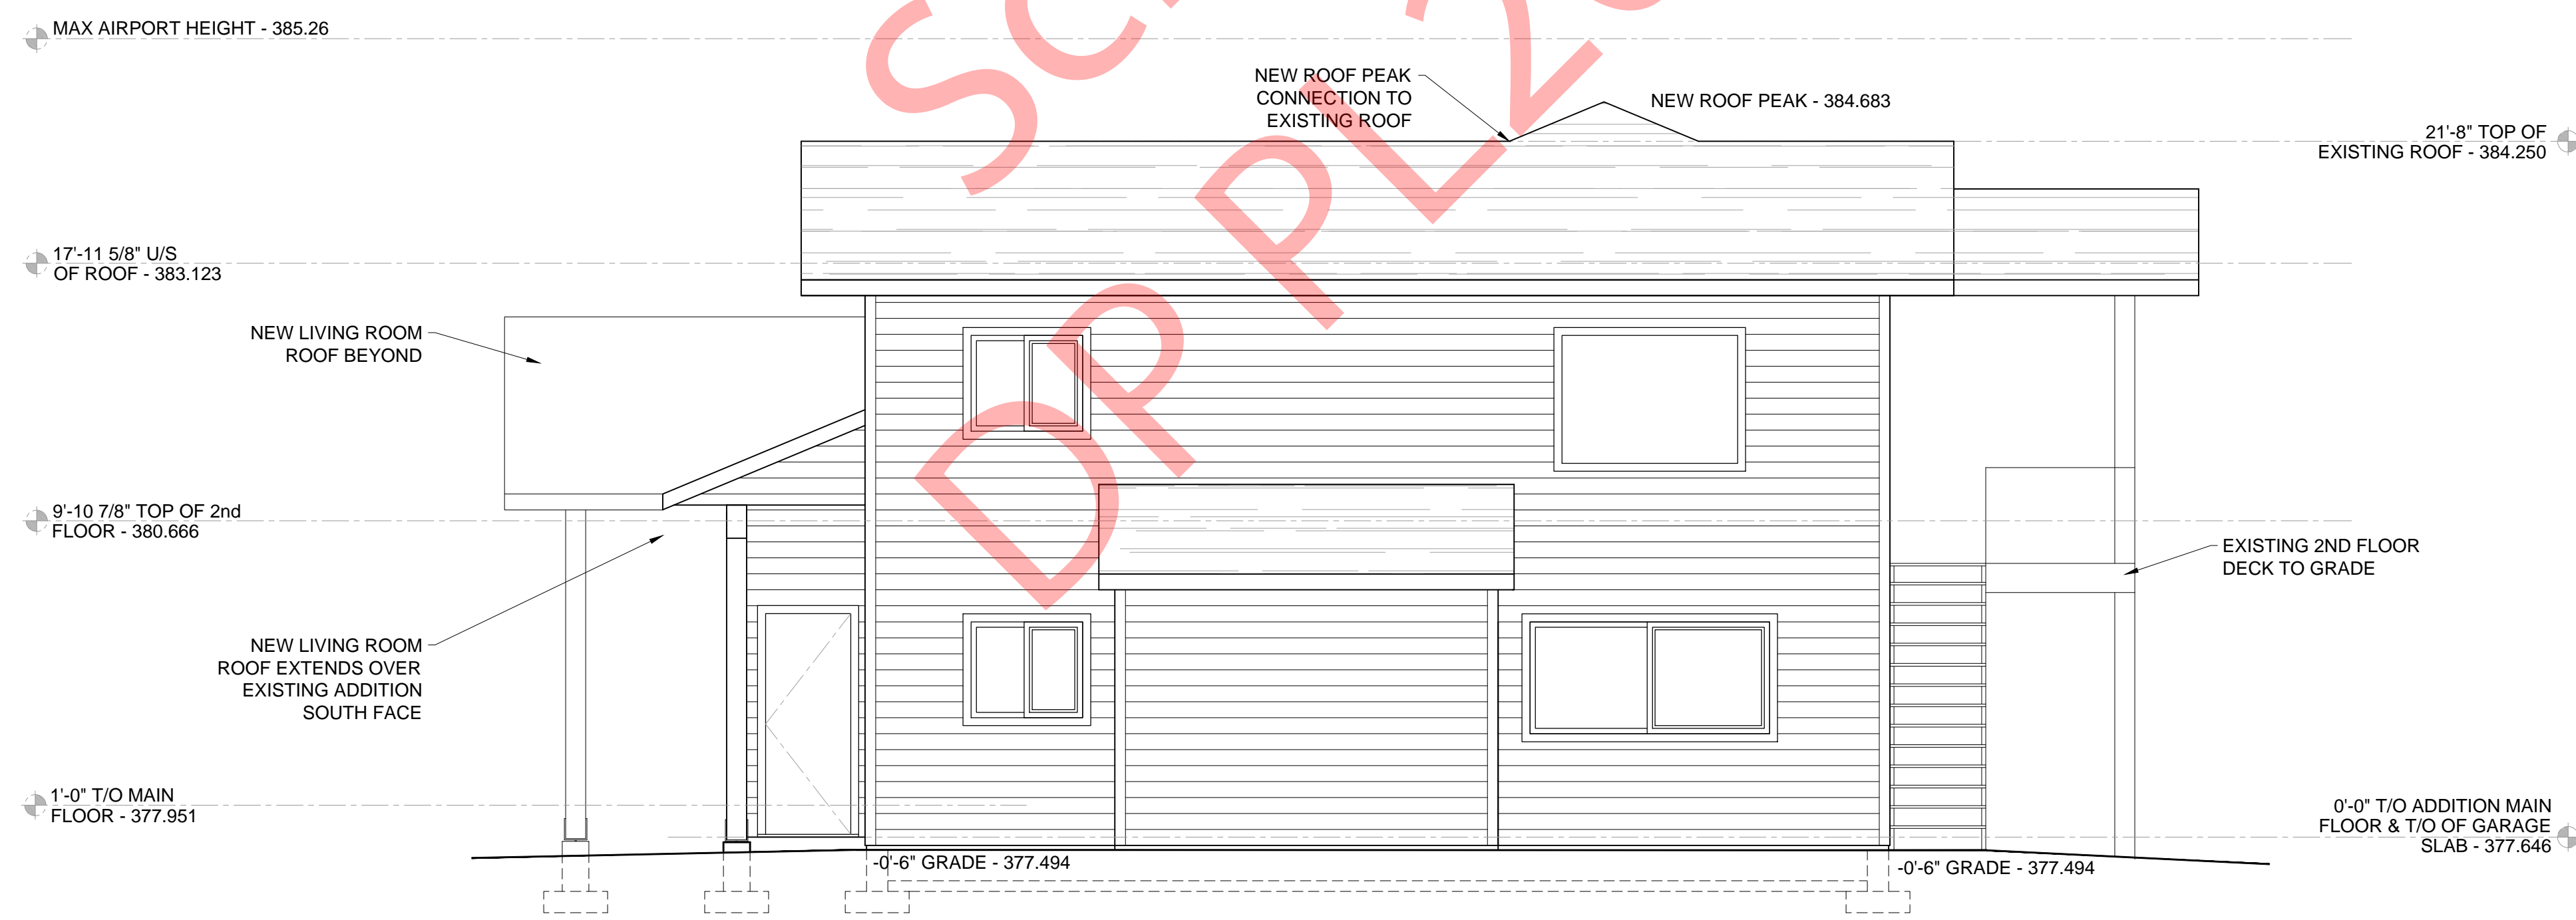 MAX AIRPORT HEIGHT - 385.26
NEW ROOF PEAK
CONNECTION TO
EXISTING ROOF
NEW ROOF PEAK - 384.683
21'-8" TOP OF
EXISTING ROOF - 384.250
17'-11 5/8" U/S
OF ROOF - 383.123
NEW LIVING ROOM
ROOF BEYOND
9'-10 7/8" TOP OF 2nd
FLOOR - 380.666
EXISTING 2ND FLOOR
DECK TO GRADE
NEW LIVING ROOM
ROOF EXTENDS OVER
EXISTING ADDITION
SOUTH FACE
1'-0" T/O MAIN
FLOOR - 377.951
0'-0" T/O ADDITION MAIN
FLOOR & T/O OF GARAGE
SLAB - 377.646
-0'-6" GRADE - 377.494
-0'-6" GRADE - 377.494
DP PL2